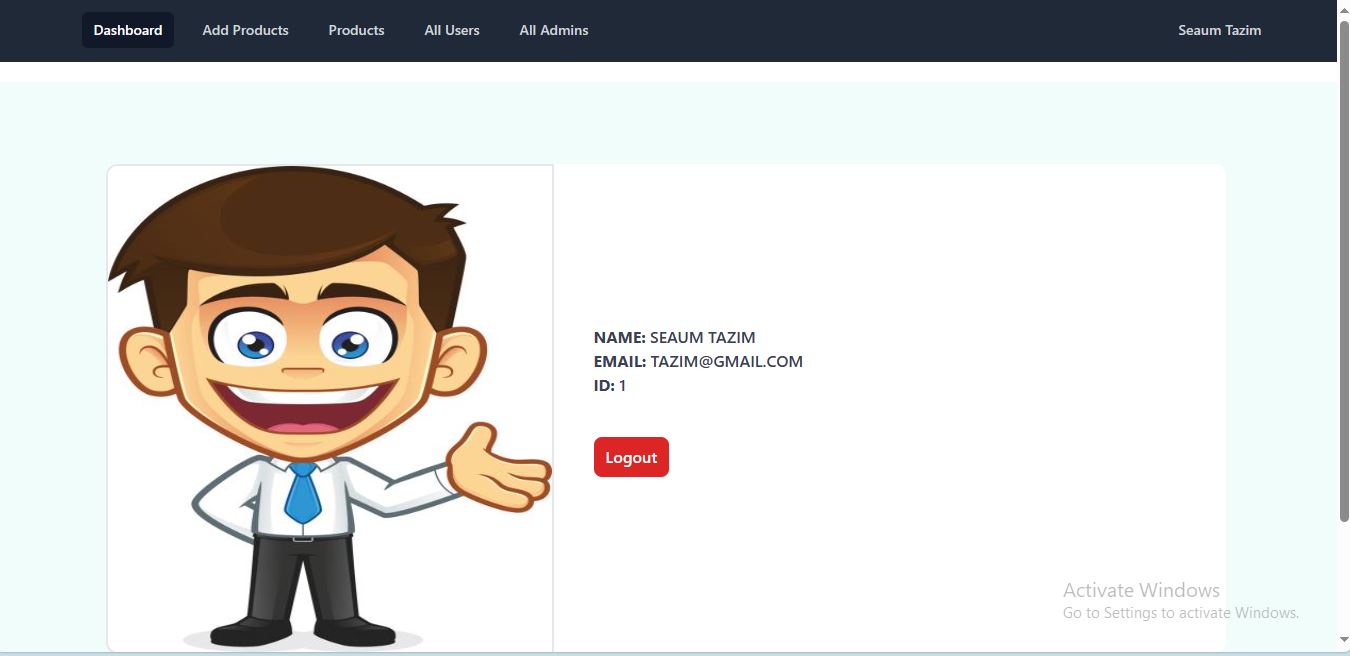 Dashboard Add Products Products All Users All Admins Seaum Tazim
NAME: SEAUM TAZIM
EMAIL: TAZIM@GMAIL.COM
ID: 1
Logout
Activate Windows
Go to Settings to activate Windows.